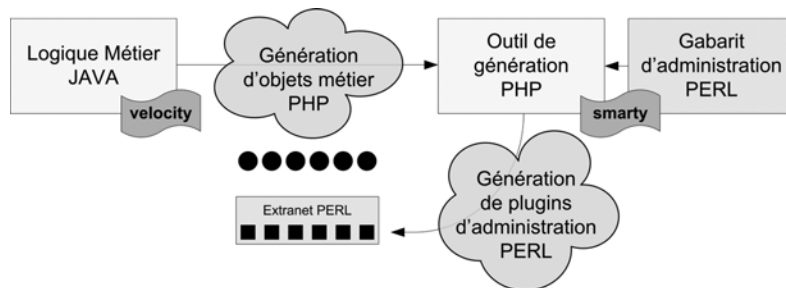 Logique Métier
JAVA
velocity
Génération
d'objets métier
PHP
Outil de
génération
PHP
smarty
Gabarit
d'administration
PERL
Extranet PERL
Génération
de plugins
d'administration
PERL